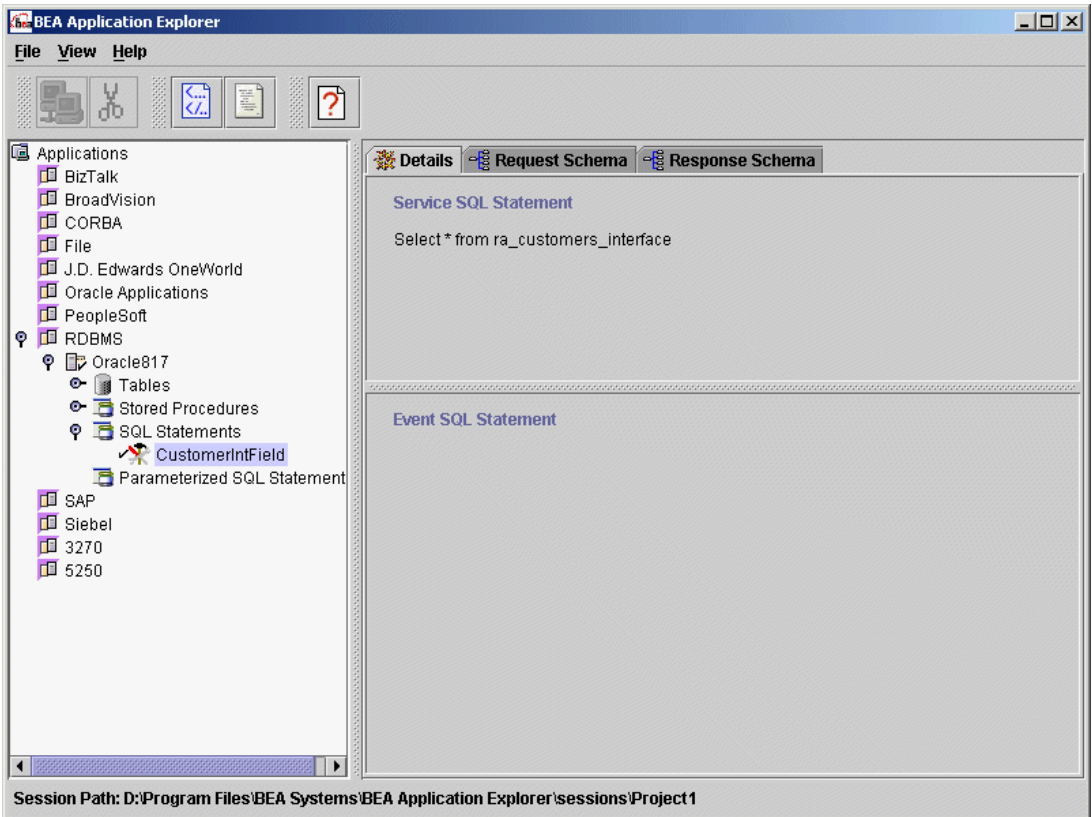 BEA Application Explorer
File View Help
Applications
BizTalk
BroadVision
CORBA
File
J.D. Edwards OneWorld
Oracle Applications
PeopleSoft
RDBMS
Oracle817
Tables
Stored Procedures
SQL Statements
CustomerIntField
Parameterized SQL Statement
SAP
Siebel
3270
5250
Details Request Schema Response Schema
Service SQL Statement
Select * from ra_customers_interface
Event SQL Statement
Session Path: D:\Program Files\BEA Systems\BEA Application Explorer\sessions\Project1